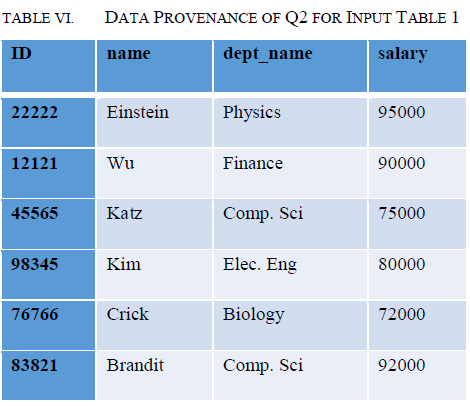 TABLE VI. DATA PROVENANCE OF Q2 FOR INPUT TABLE 1
ID name dept_name salary
22222 Einstein Physics 95000
12121 Wu Finance 90000
45565 Katz Comp. Sci 75000
98345 Kim Elec. Eng 80000
76766 Crick Biology 72000
83821 Brandit Comp. Sci 92000